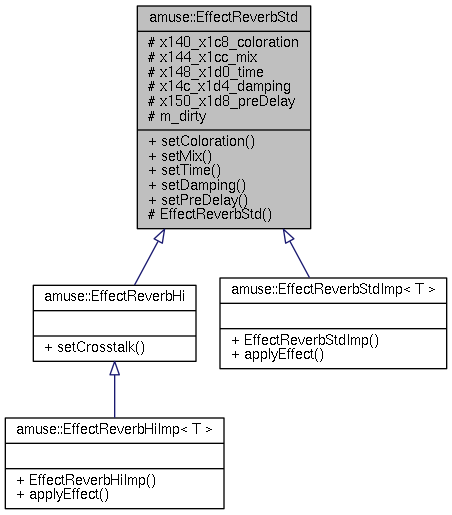 amuse::EffectReverbStd
# x140_x1c8_coloration
# x144_x1cc_mix
# x148_x1d0_time
# x14c_x1d4_damping
# x150_x1d8_preDelay
# m_dirty
+ setColoration()
+ setMix()
+ setTime()
+ setDamping()
+ setPreDelay()
# EffectReverbStd()
amuse::EffectReverbHi
+ setCrosstalk()
amuse::EffectReverbStdImp< T >
+ EffectReverbStdImp()
+ applyEffect()
amuse::EffectReverbHiImp< T >
+ EffectReverbHiImp()
+ applyEffect()